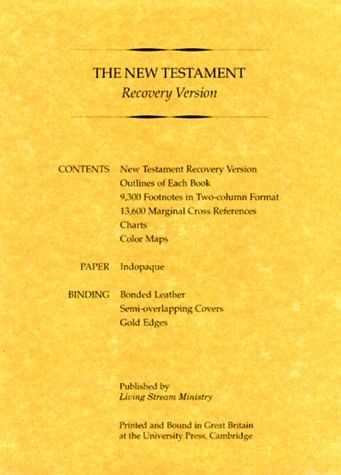 THE NEW TESTAMENT
Recovery Version
CONTENTS New Testament Recovery Version
Outlines of Each Book
9,300 Footnotes in Two-column Format
13,600 Marginal Cross References
Charts
Color Maps
PAPER Indopaque
BINDING Bonded Leather
Semi-overlapping Covers
Gold Edges
Published by
Living Stream Ministry
Printed and Bound in Great Britain
at the University Press, Cambridge